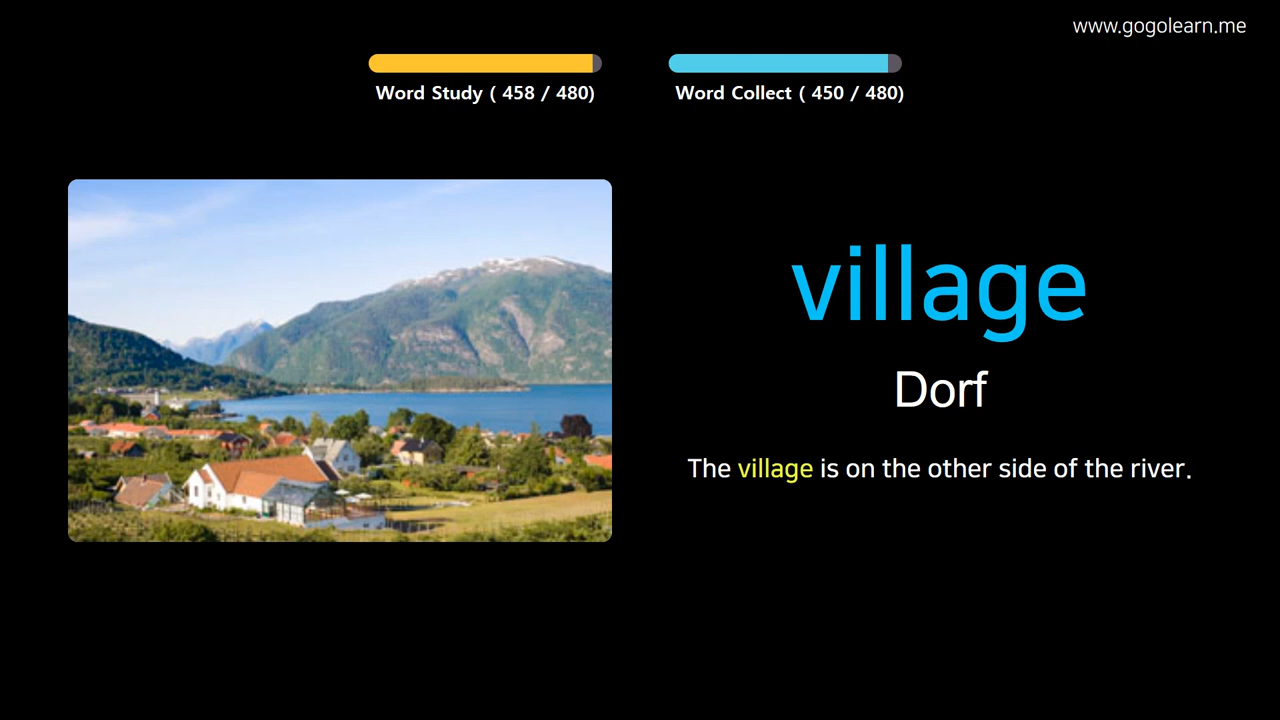 www.gogolearn.me
Word Study ( 458 / 480)
Word Collect ( 450 / 480)
village
Dorf
The village is on the other side of the river.